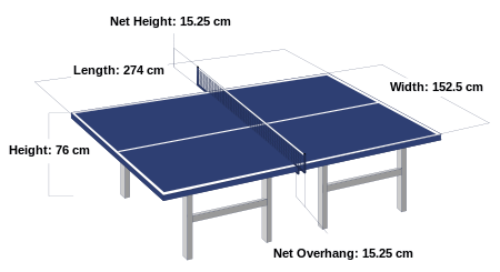 Net Height: 15.25 cm
Length: 274 cm
Width: 152.5 cm
Height: 76 cm
Net Overhang: 15.25 cm